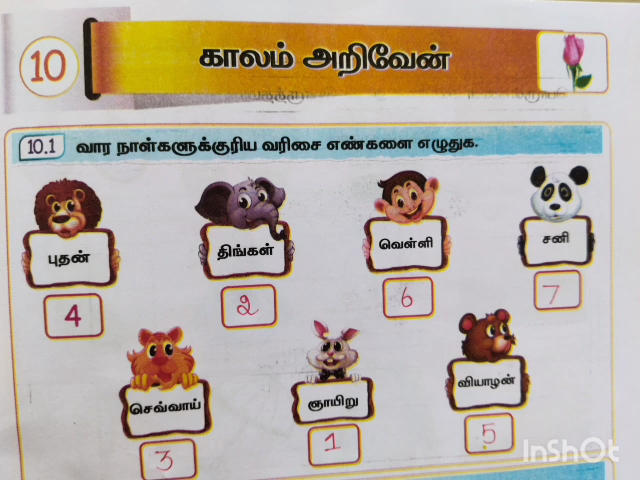 10
காலம் அறிவேன்
10.1 வார நாள்களுக்குரிய வரிசை எண்களை எழுதுக.
புதன் திங்கள் வெள்ளி சனி
4 2 6 7
செவ்வாய் ஞாயிறு வியாழன்
3 1 5
InShOt